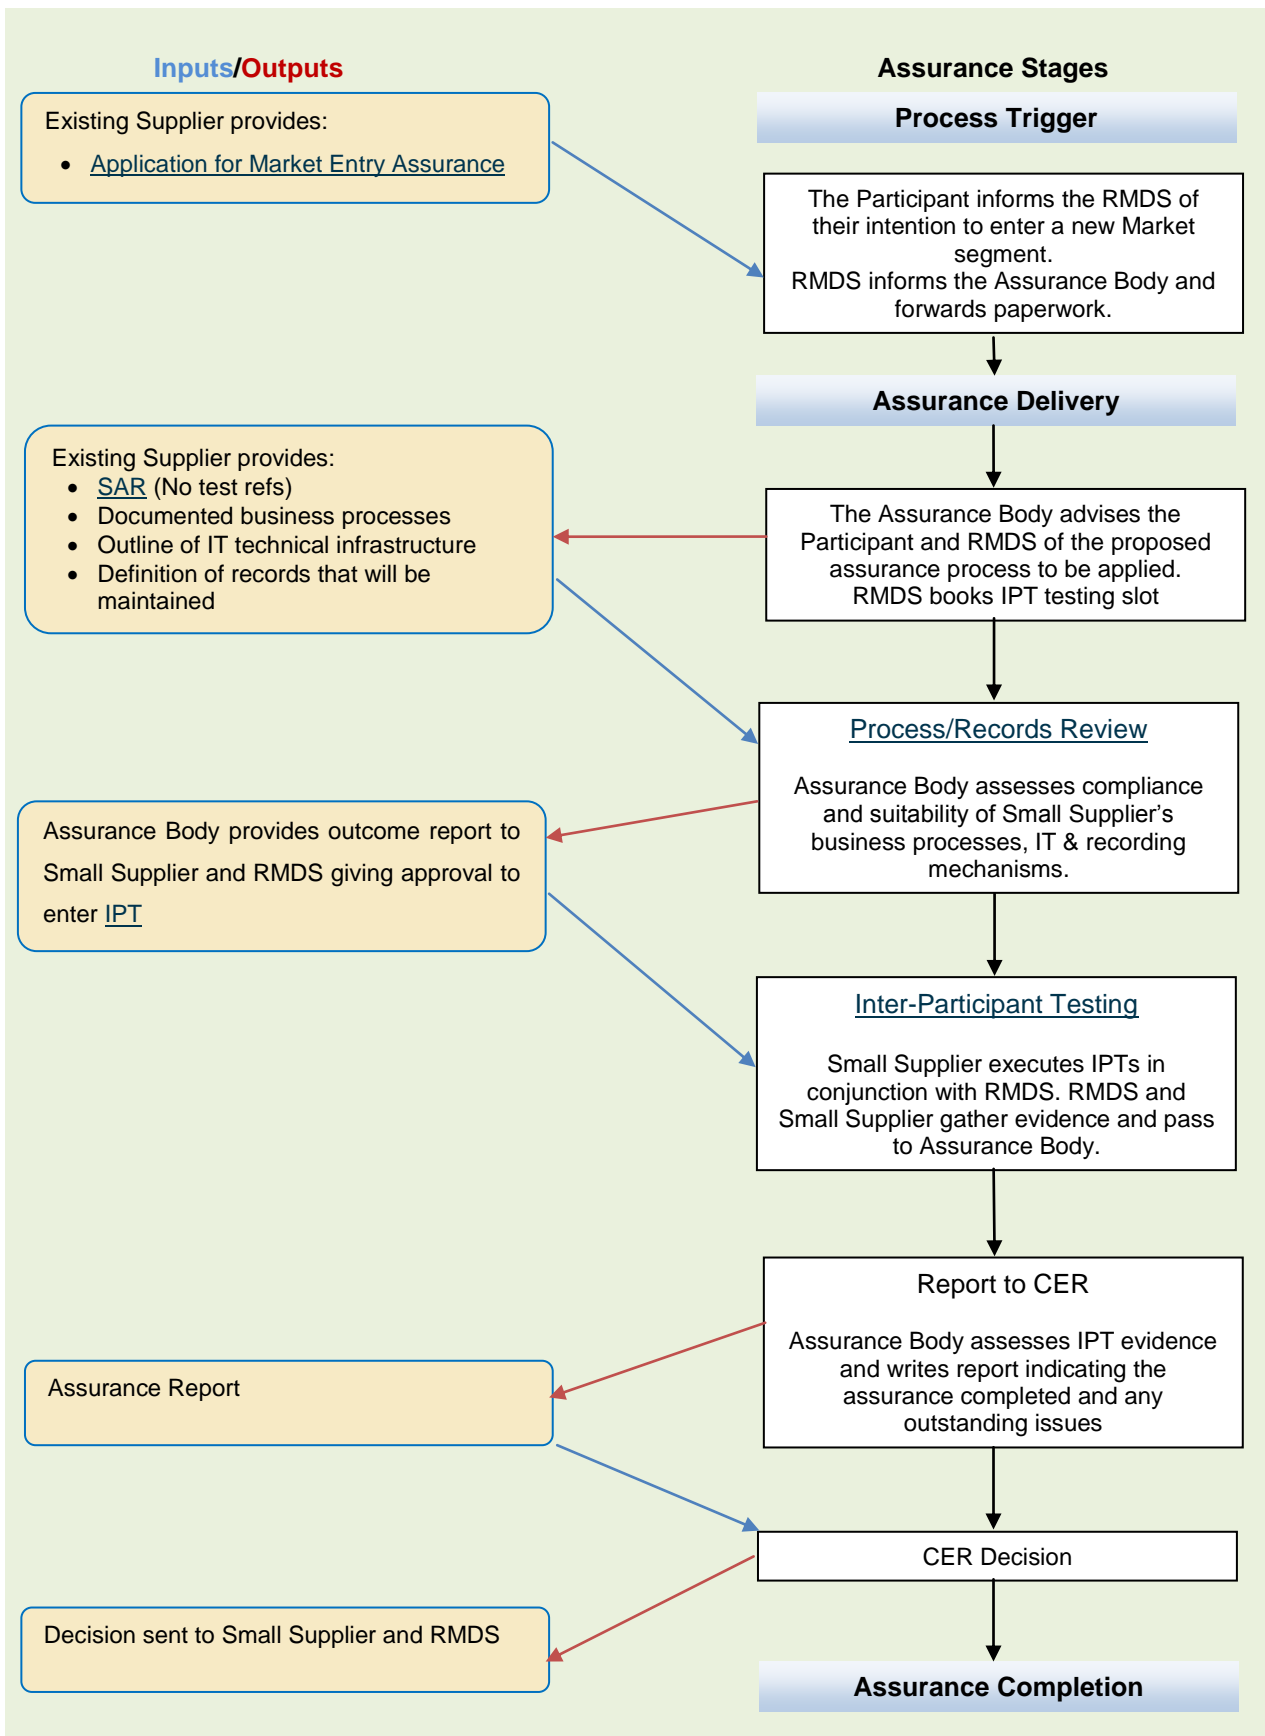 Inputs/Outputs
Assurance Stages
Existing Supplier provides:
• Application for Market Entry Assurance
Process Trigger
The Participant informs the RMDS of
their intention to enter a new Market
segment.
RMDS informs the Assurance Body and
forwards paperwork.
Assurance Delivery
Existing Supplier provides:
• SAR (No test refs)
• Documented business processes
• Outline of IT technical infrastructure
• Definition of records that will be
maintained
The Assurance Body advises the
Participant and RMDS of the proposed
assurance process to be applied.
RMDS books IPT testing slot
Process/Records Review
Assurance Body assesses compliance
and suitability of Small Supplier’s
business processes, IT & recording
mechanisms.
Assurance Body provides outcome report to
Small Supplier and RMDS giving approval to
enter IPT
Inter-Participant Testing
Small Supplier executes IPTs in
conjunction with RMDS. RMDS and
Small Supplier gather evidence and pass
to Assurance Body.
Report to CER
Assurance Body assesses IPT evidence
and writes report indicating the
assurance completed and any
outstanding issues
Assurance Report
CER Decision
Decision sent to Small Supplier and RMDS
Assurance Completion